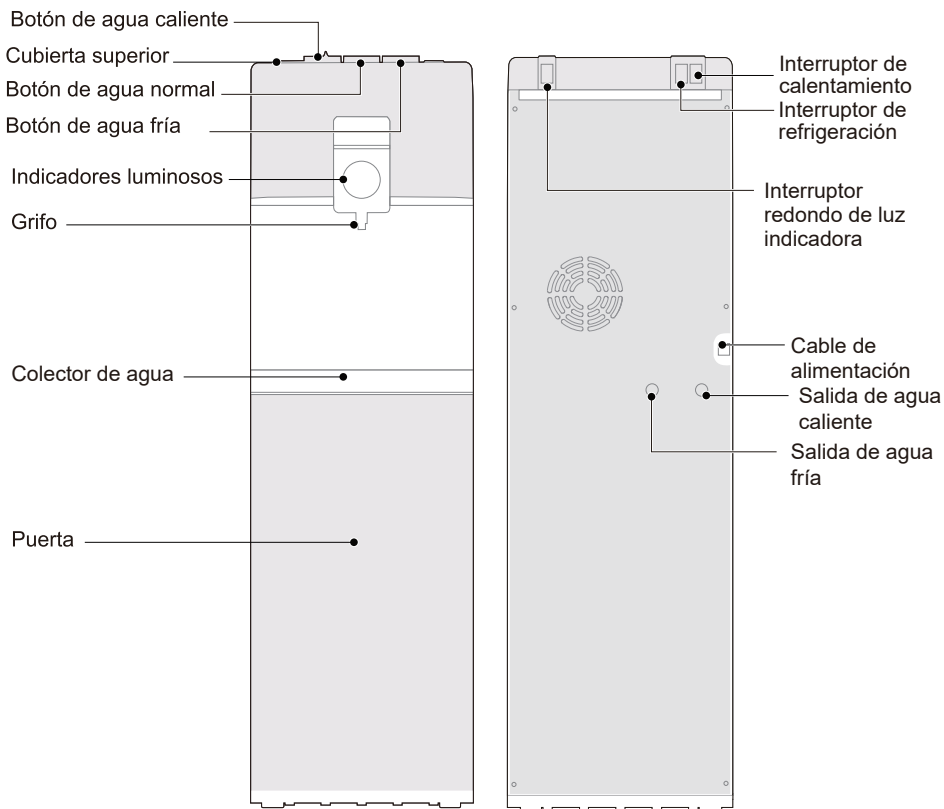 Botón de agua caliente
Cubierta superior
Botón de agua normal
Botón de agua fría
Indicadores luminosos
Grifo
Colector de agua
Puerta
Interruptor de
calentamiento
Interruptor de
refrigeración
Interruptor
redondo de luz
indicadora
Cable de
alimentación
Salida de agua
caliente
Salida de agua
fría